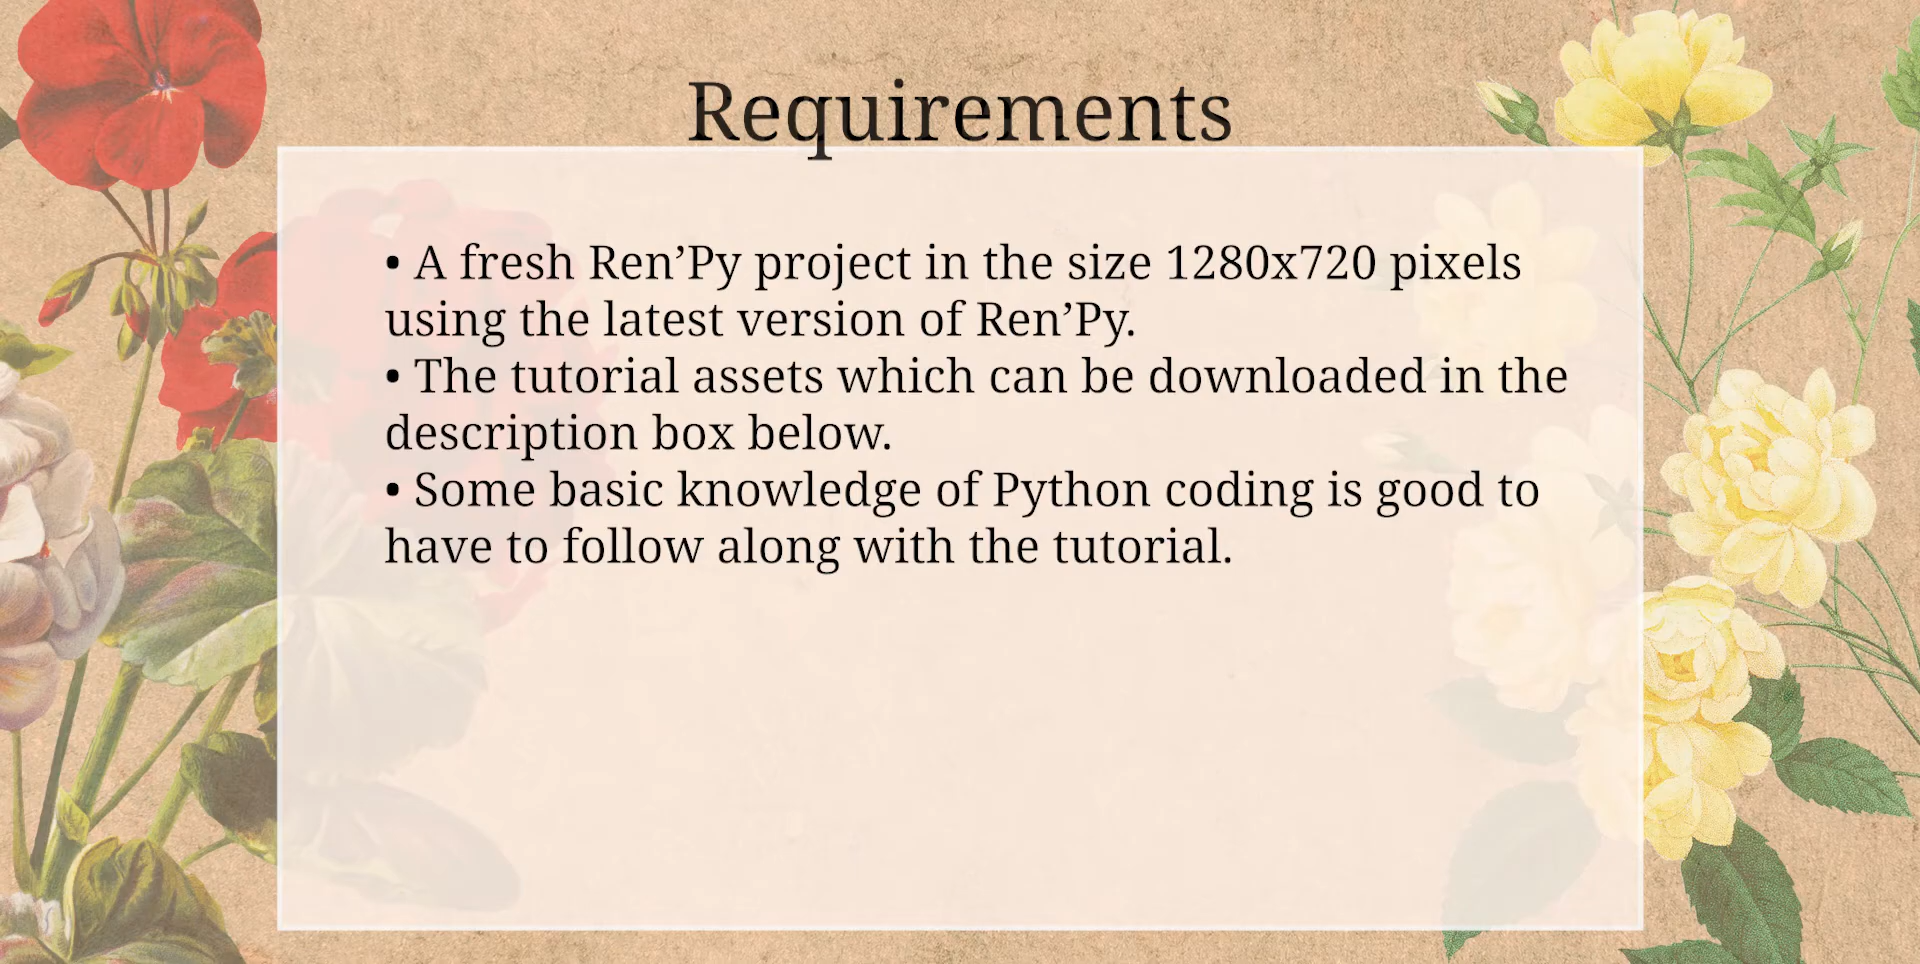 Requirements
• A fresh Ren’Py project in the size 1280x720 pixels
using the latest version of Ren’Py.
• The tutorial assets which can be downloaded in the
description box below.
• Some basic knowledge of Python coding is good to
have to follow along with the tutorial.